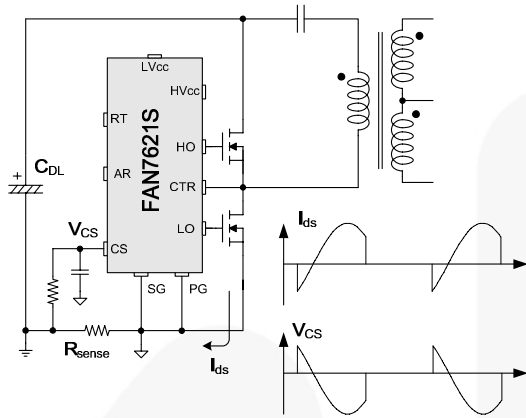 LVcc
HVcc
RT
FAN7621S
HO
+
CDL
AR
CTR
LO
VCS
CS
SG
PG
Rsense
Ids
Ids
VCS